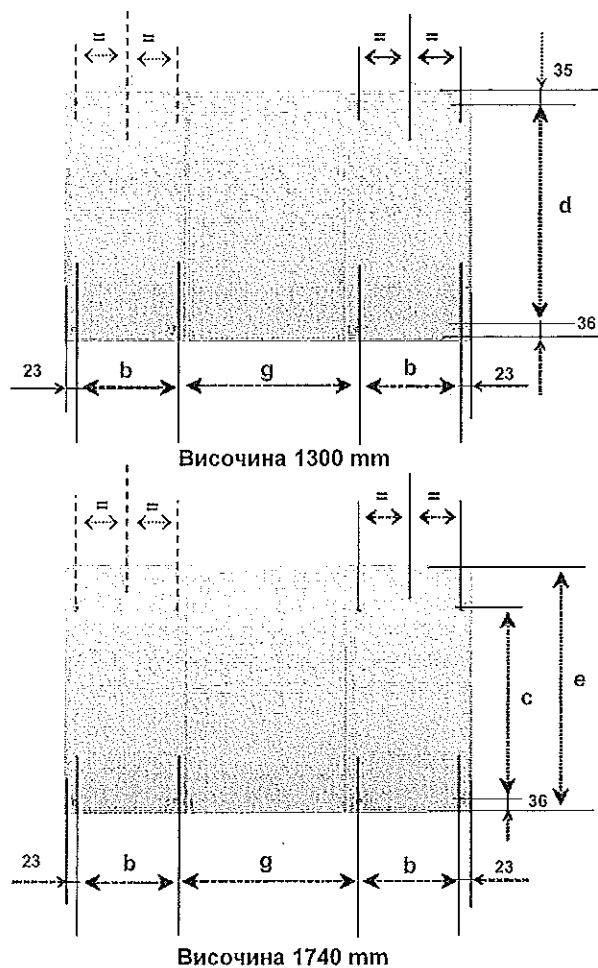 = = = =
35
d
36
23 b g b 23
Височина 1300 mm
= = = =
e
c
36
23 b g b 23
Височина 1740 mm